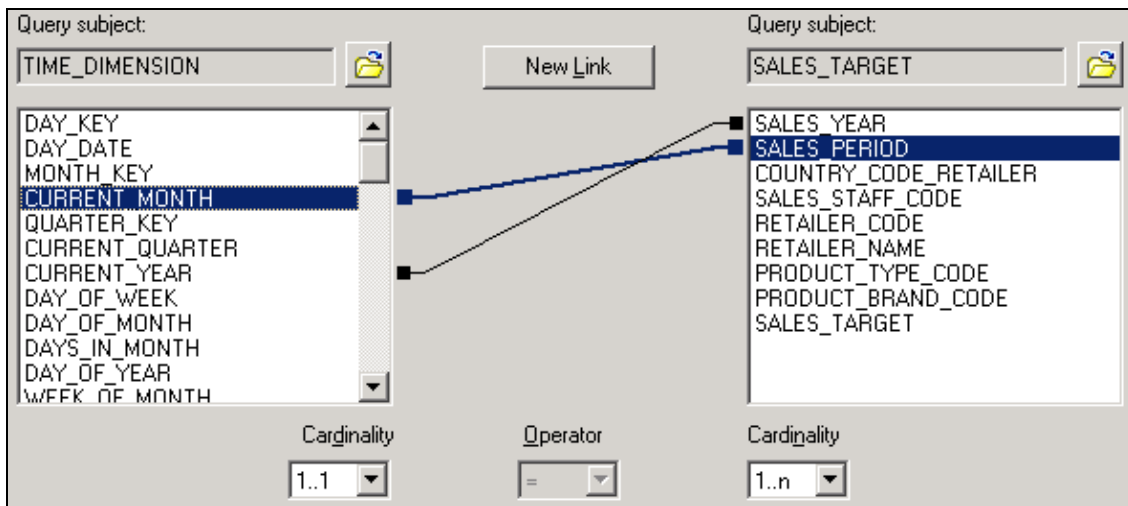 Query subject:
TIME_DIMENSION
New Link
Query subject:
SALES_TARGET
DAY_KEY
DAY_DATE
MONTH_KEY
CURRENT_MONTH
QUARTER_KEY
CURRENT_QUARTER
CURRENT_YEAR
DAY_OF_WEEK
DAY_OF_MONTH
DAYS_IN_MONTH
DAY_OF_YEAR
WEEK_OF_MONTH
SALES_YEAR
SALES_PERIOD
COUNTRY_CODE_RETAILER
SALES_STAFF_CODE
RETAILER_CODE
RETAILER_NAME
PRODUCT_TYPE_CODE
PRODUCT_BRAND_CODE
SALES_TARGET
Cardinality
1..1
Operator
=
Cardinality
1..n